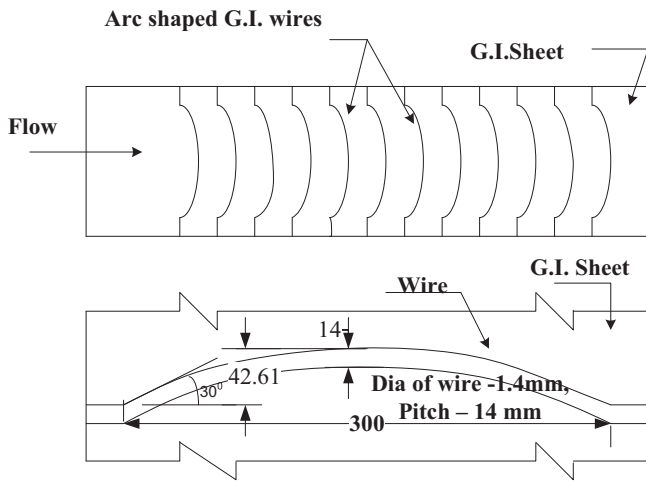 Arc shaped G.I. wires
G.I.Sheet
Flow
G.I. Sheet
Wire
14
42.61
30⁰
Dia of wire -1.4mm,
Pitch – 14 mm
300